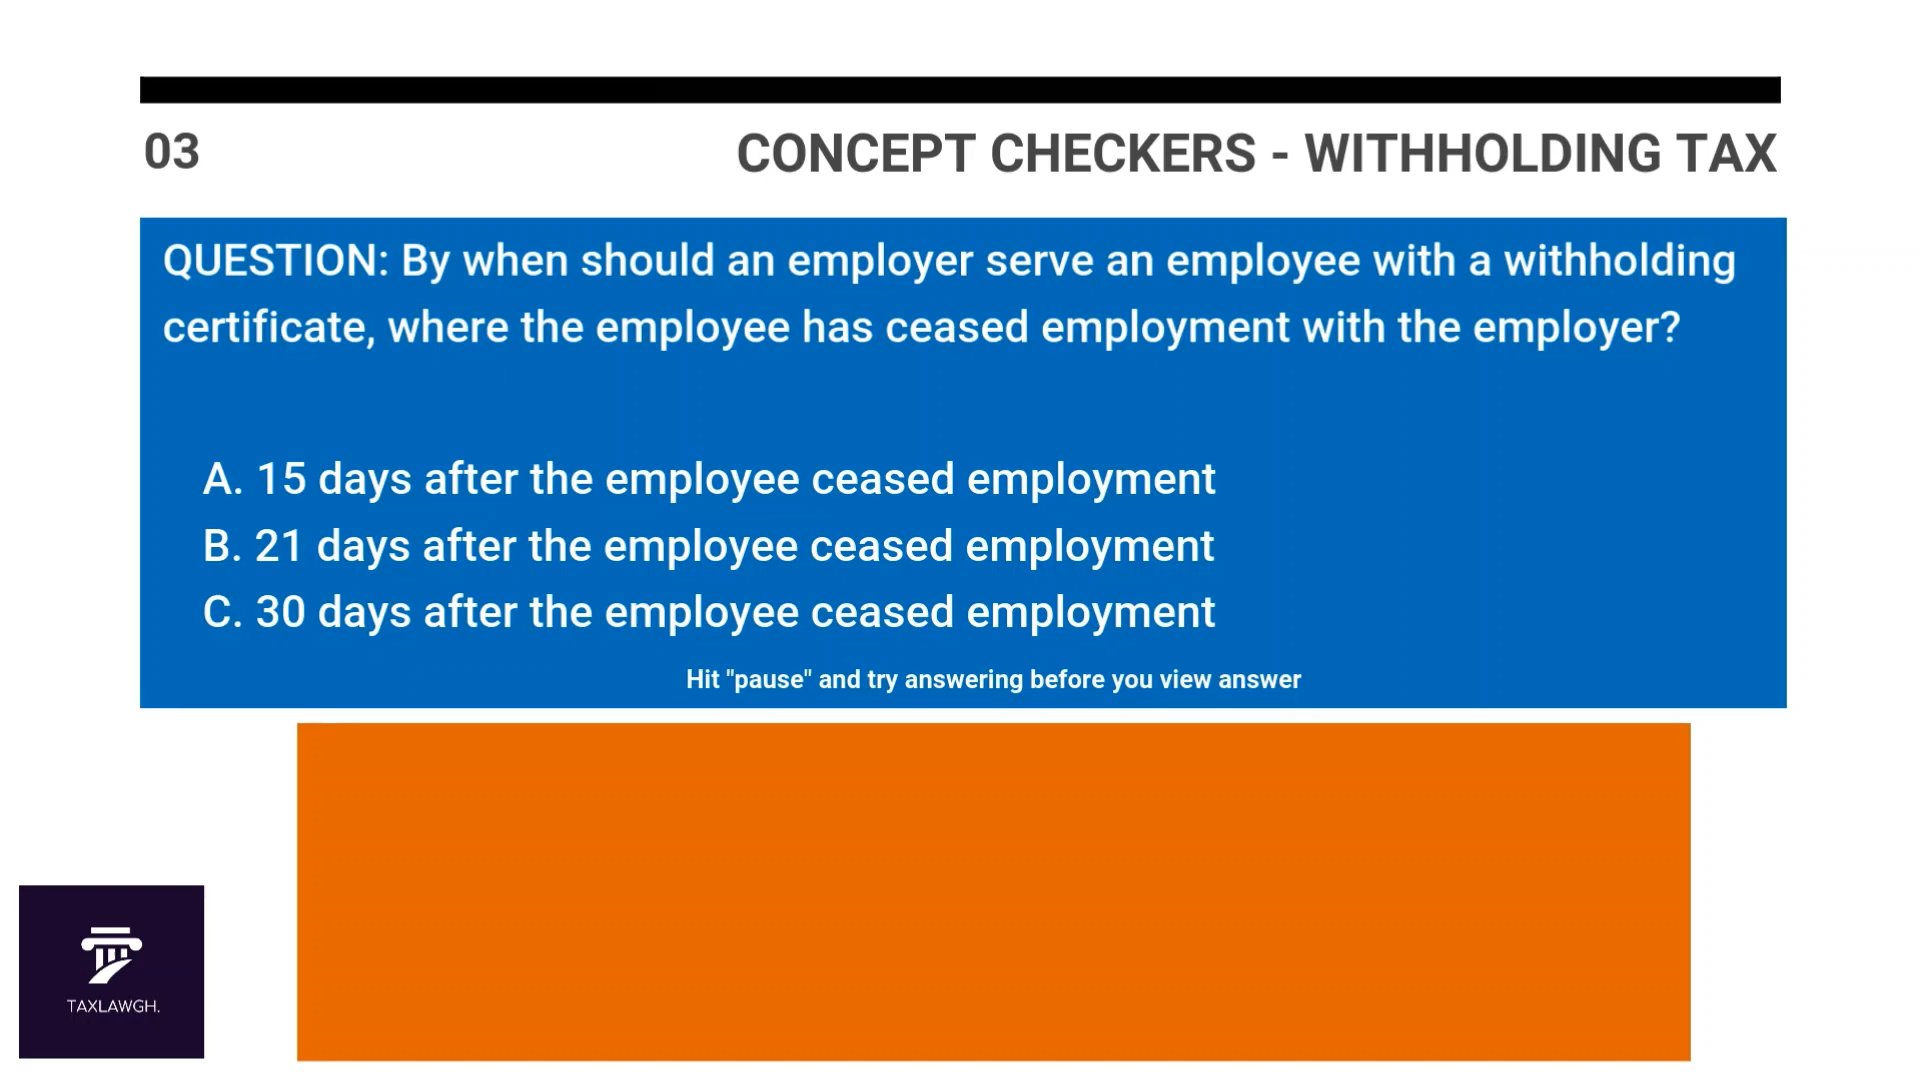 03
CONCEPT CHECKERS - WITHHOLDING TAX
QUESTION: By when should an employer serve an employee with a withholding
certificate, where the employee has ceased employment with the employer?
A. 15 days after the employee ceased employment
B. 21 days after the employee ceased employment
C. 30 days after the employee ceased employment
Hit "pause" and try answering before you view answer
TAXLAWGH.